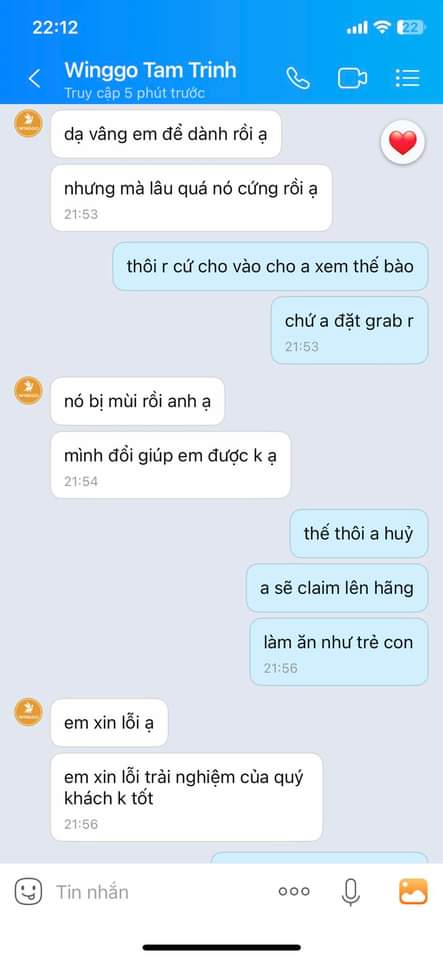 22:12
22
Winggo Tam Trinh
Truy cập 5 phút trước
dạ vâng em để dành rồi ạ
nhưng mà lâu quá nó cứng rồi ạ
21:53
thôi r cứ cho vào cho a xem thế bào
chứ a đặt grab r
21:53
nó bị mùi rồi anh ạ
mình đổi giúp em được k ạ
21:54
thế thôi a huỷ
a sẽ claim lên hãng
làm ăn như trẻ con
21:56
em xin lỗi ạ
em xin lỗi trải nghiệm của quý
khách k tốt
21:56
Tin nhắn